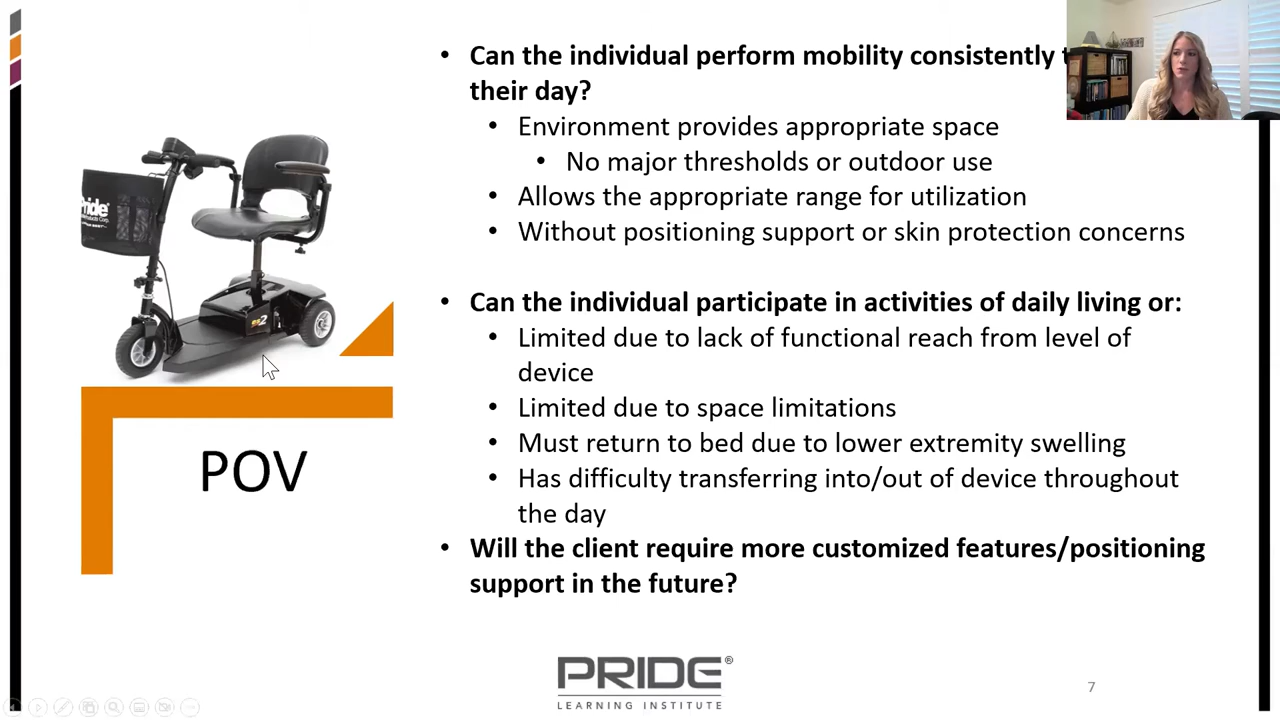 • Can the individual perform mobility consistently
their day?
• Environment provides appropriate space
• No major thresholds or outdoor use
• Allows the appropriate range for utilization
• Without positioning support or skin protection concerns
• Can the individual participate in activities of daily living or:
• Limited due to lack of functional reach from level of
device
• Limited due to space limitations
• Must return to bed due to lower extremity swelling
• Has difficulty transferring into/out of device throughout
the day
• Will the client require more customized features/positioning
support in the future?
Pride
POV
PRIDE®
LEARNING INSTITUTE
7